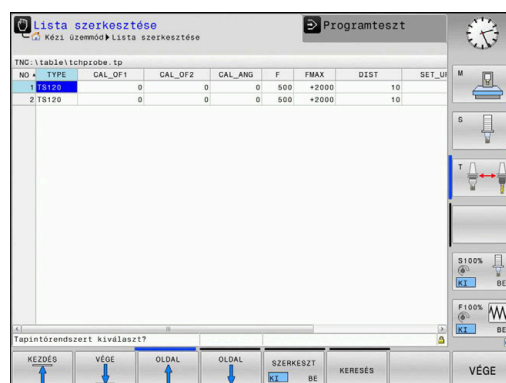 Lista szerkesztése
Kézi üzemmód Lista szerkesztése
Programteszt
TNC:\table\tchprobe.tp
NO TYPE CAL_OF1 CAL_OF2 CAL_ANG F FMAX DIST SET_U
1 TS120 0 0 0 500 +2000 10
2 TS120 0 0 0 500 +2000 10
M
S
T
S100%
KI BE
F100%
KI BE
Tapintórendszert kiválaszt?
KEZDÉS VÉGE OLDAL OLDAL SZERKESZT KERESÉS VÉGE
KI BE